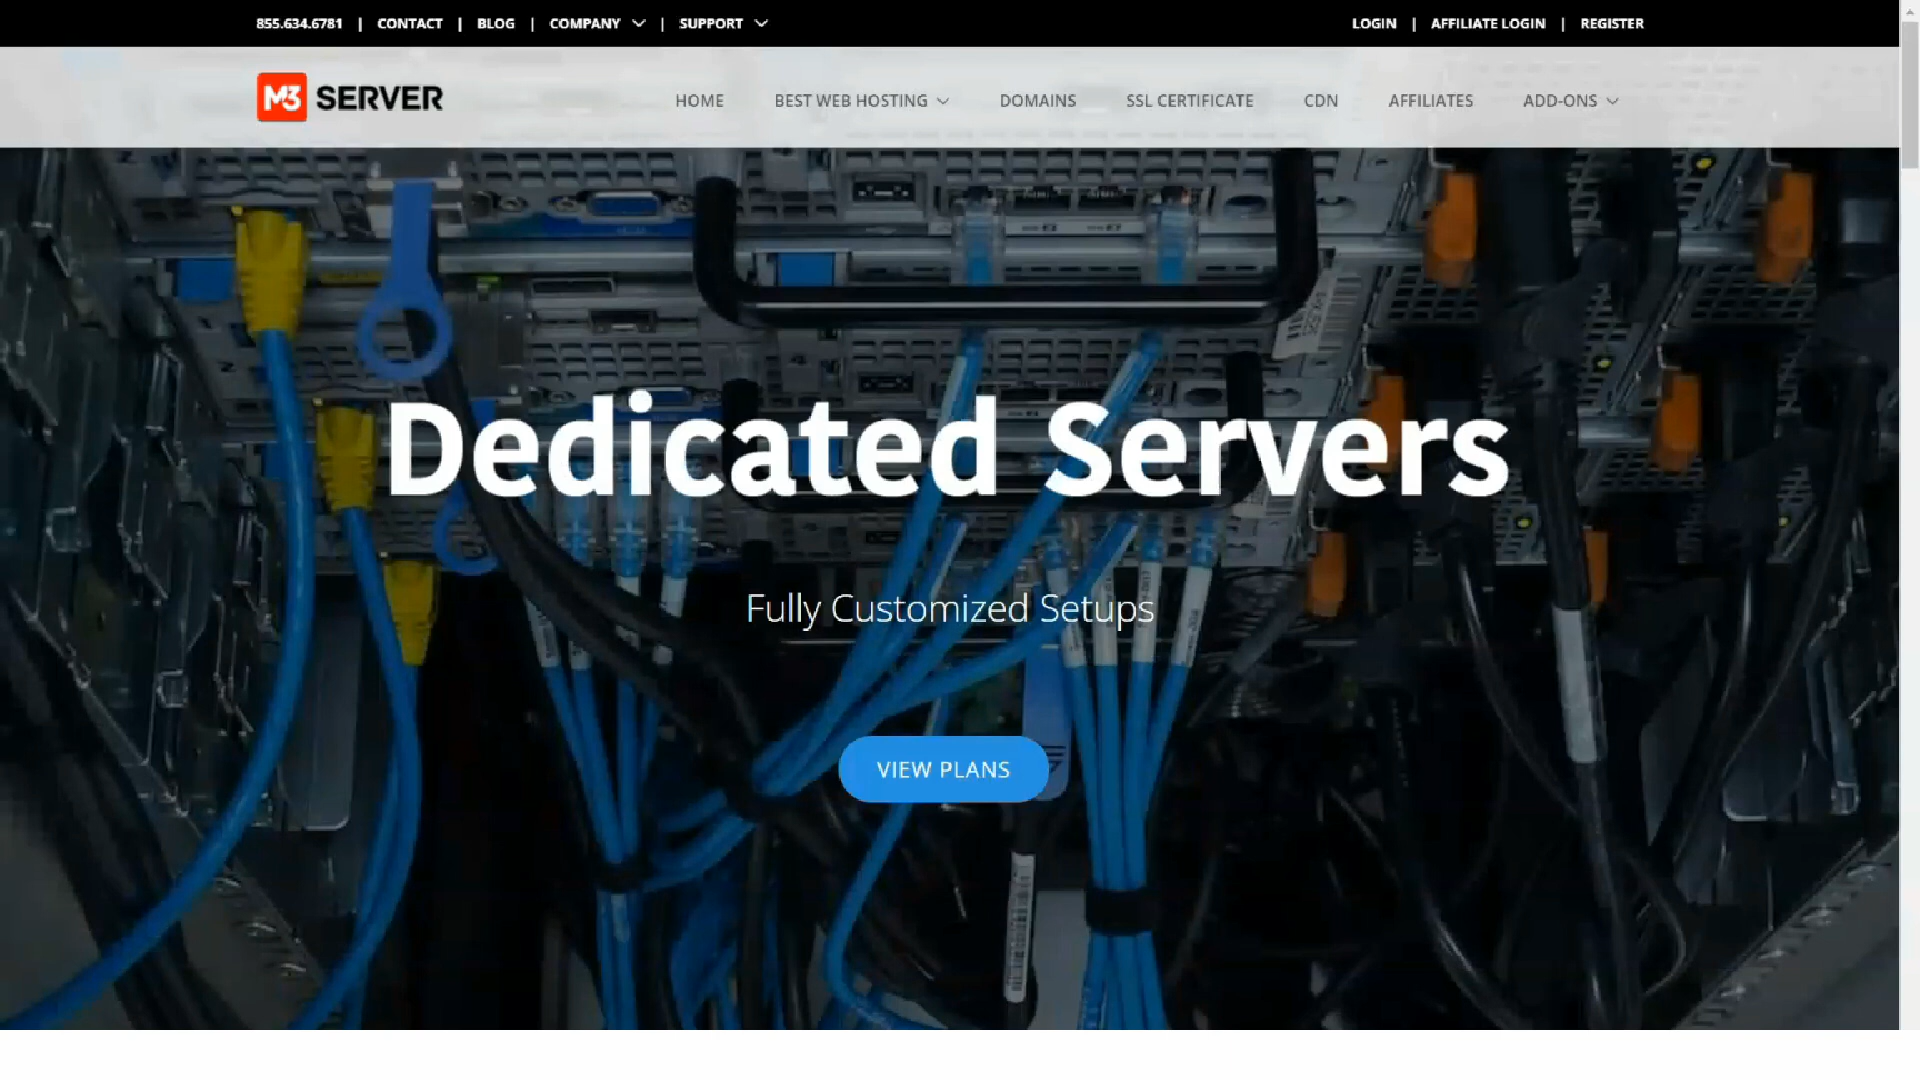 855.634.6781 | CONTACT | BLOG | COMPANY | SUPPORT
LOGIN | AFFILIATE LOGIN | REGISTER
M3 SERVER
HOME BEST WEB HOSTING DOMAINS SSL CERTIFICATE CDN AFFILIATES ADD-ONS
Dedicated Servers
Fully Customized Setups
VIEW PLANS